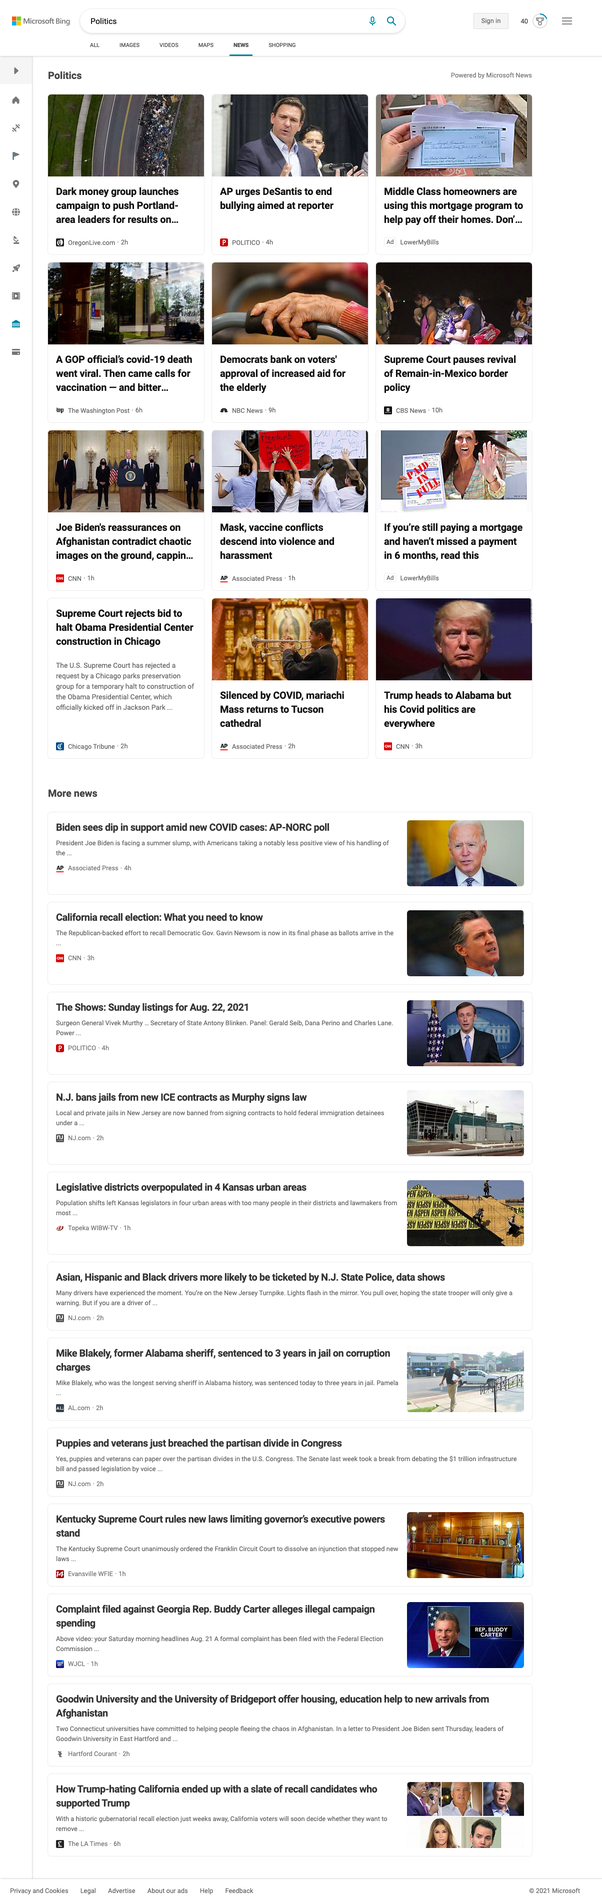 Microsoft Bing
Politics
Sign in
40
ALL
IMAGES
VIDEOS
MAPS
NEWS
SHOPPING
Politics
Powered by Microsoft News
Dark money group launches
campaign to push Portland-
area leaders for results on...
OregonLive.com · 2h
AP urges DeSantis to end
bullying aimed at reporter
POLITICO · 4h
Middle Class homeowners are
using this mortgage program to
help pay off their homes. Don'...
Ad LowerMyBills
A GOP official's covid-19 death
went viral. Then came calls for
vaccination — and bitter...
The Washington Post · 6h
Democrats bank on voters'
approval of increased aid for
the elderly
NBC News · 9h
Supreme Court pauses revival
of Remain-in-Mexico border
policy
CBS News · 10h
Joe Biden's reassurances on
Afghanistan contradict chaotic
images on the ground, cappin...
CNN · 1h
Mask, vaccine conflicts
descend into violence and
harassment
AP Associated Press · 1h
PAID
IN
FULL
If you're still paying a mortgage
and haven't missed a payment
in 6 months, read this
Ad LowerMyBills
Supreme Court rejects bid to
halt Obama Presidential Center
construction in Chicago
The U.S. Supreme Court has rejected a
request by a Chicago parks preservation
group for a temporary halt to construction of
the Obama Presidential Center, which
officially kicked off in Jackson Park ...
Chicago Tribune · 2h
Silenced by COVID, mariachi
Mass returns to Tucson
cathedral
AP Associated Press · 2h
Trump heads to Alabama but
his Covid politics are
everywhere
CNN · 3h
More news
Biden sees dip in support amid new COVID cases: AP-NORC poll
President Joe Biden is facing a summer slump, with Americans taking a notably less positive view of his handling of
the ...
AP Associated Press · 4h
California recall election: What you need to know
The Republican-backed effort to recall Democratic Gov. Gavin Newsom is now in its final phase as ballots arrive in the
...
CNN · 3h
The Shows: Sunday listings for Aug. 22, 2021
Surgeon General Vivek Murthy ... Secretary of State Antony Blinken. Panel: Gerald Seib, Dana Perino and Charles Lane.
Power ...
POLITICO · 4h
N.J. bans jails from new ICE contracts as Murphy signs law
Local and private jails in New Jersey are now banned from signing contracts to hold federal immigration detainees
under a ...
NJ.com · 2h
Legislative districts overpopulated in 4 Kansas urban areas
Population shifts left Kansas legislators in four urban areas with too many people in their districts and lawmakers from
most ...
Topeka WIBW-TV · 1h
ASPEN ASPEN ASPEN
Asian, Hispanic and Black drivers more likely to be ticketed by N.J. State Police, data shows
Many drivers have experienced the moment. You're on the New Jersey Turnpike. Lights flash in the mirror. You pull over, hoping the state trooper will only give a
warning. But if you are a driver of ...
NJ.com · 2h
Mike Blakely, former Alabama sheriff, sentenced to 3 years in jail on corruption
charges
Mike Blakely, who was the longest serving sheriff in Alabama history, was sentenced today to three years in jail. Pamela
...
AL.com · 2h
Puppies and veterans just breached the partisan divide in Congress
Yes, puppies and veterans can paper over the partisan divides in the U.S. Congress. The Senate last week took a break from debating the $1 trillion infrastructure
bill and passed legislation by voice ...
NJ.com · 2h
Kentucky Supreme Court rules new laws limiting governor's executive powers
stand
The Kentucky Supreme Court unanimously ordered the Franklin Circuit Court to dissolve an injunction that stopped new
laws ...
Evansville WFIE · 1h
Complaint filed against Georgia Rep. Buddy Carter alleges illegal campaign
spending
Above video: your Saturday morning headlines Aug. 21 A formal complaint has been filed with the Federal Election
Commission ...
WJCL · 1h
REP. BUDDY
CARTER
Goodwin University and the University of Bridgeport offer housing, education help to new arrivals from
Afghanistan
Two Connecticut universities have committed to helping people fleeing the chaos in Afghanistan. In a letter to President Joe Biden sent Thursday, leaders of
Goodwin University in East Hartford and ...
Hartford Courant · 2h
How Trump-hating California ended up with a slate of recall candidates who
supported Trump
With a historic gubernatorial recall election just weeks away, California voters will soon decide whether they want to
remove ...
The LA Times · 6h
Privacy and Cookies
Legal
Advertise
About our ads
Help
Feedback
© 2021 Microsoft